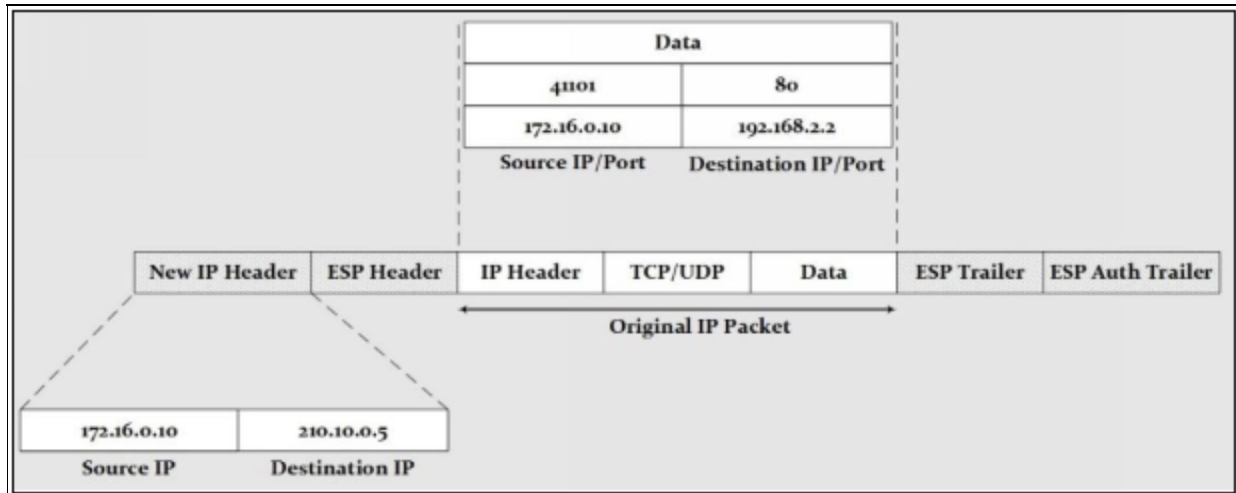 Data
41101 80
172.16.0.10 192.168.2.2
Source IP/Port Destination IP/Port
New IP Header ESP Header IP Header TCP/UDP Data ESP Trailer ESP Auth Trailer
Original IP Packet
172.16.0.10 210.10.0.5
Source IP Destination IP